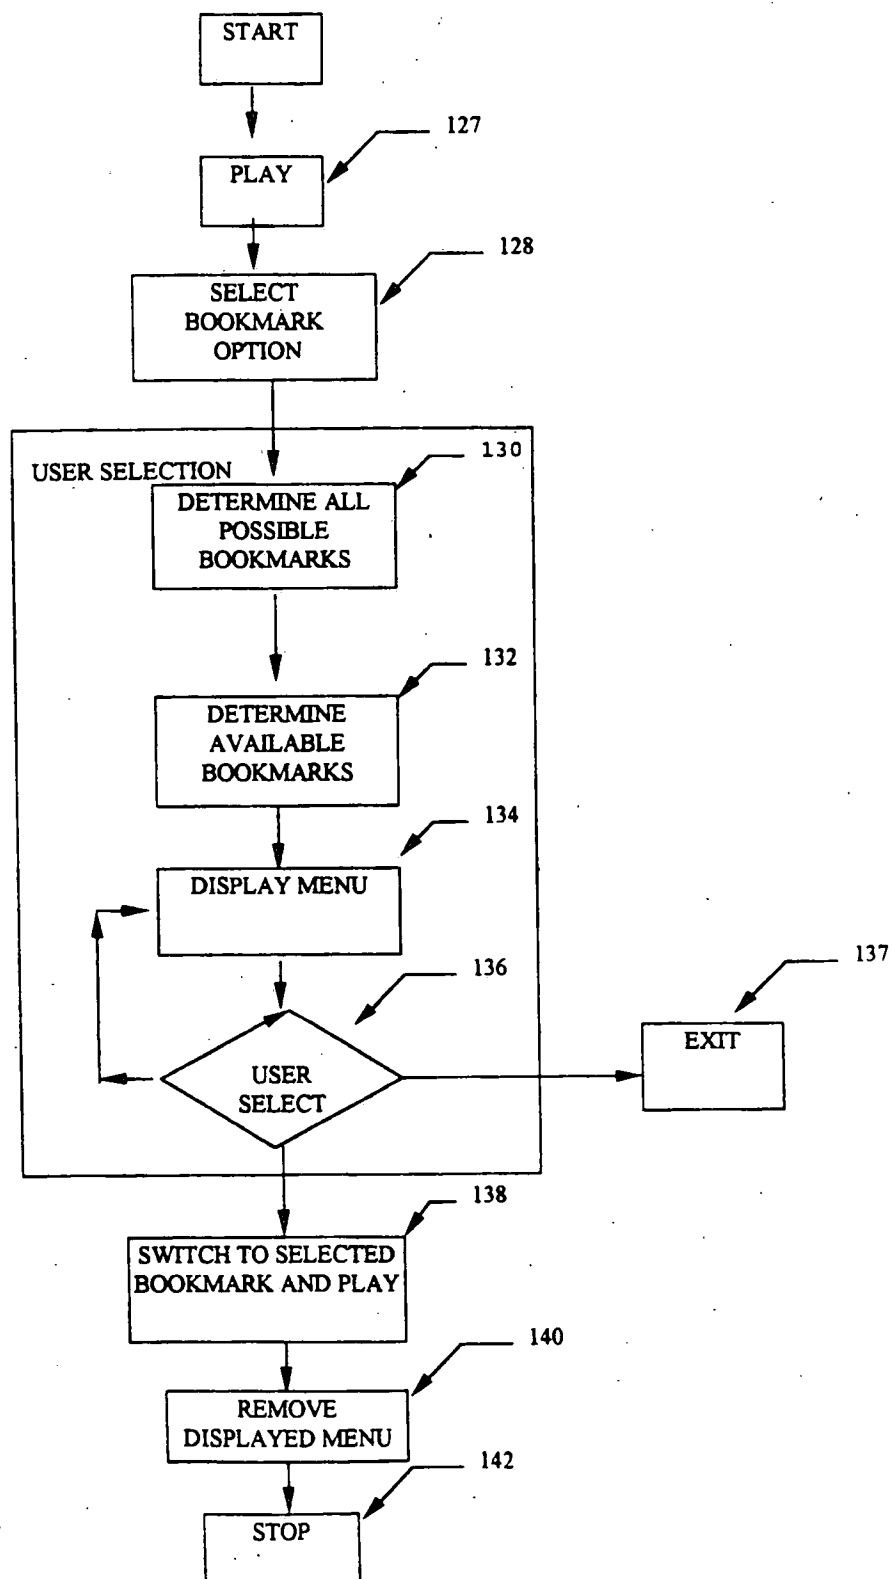 START
127
PLAY
128
SELECT
BOOKMARK
OPTION
130
USER SELECTION
DETERMINE ALL
POSSIBLE
BOOKMARKS
132
DETERMINE
AVAILABLE
BOOKMARKS
134
DISPLAY MENU
136
137
EXIT
USER
SELECT
138
SWITCH TO SELECTED
BOOKMARK AND PLAY
140
REMOVE
DISPLAYED MENU
142
STOP